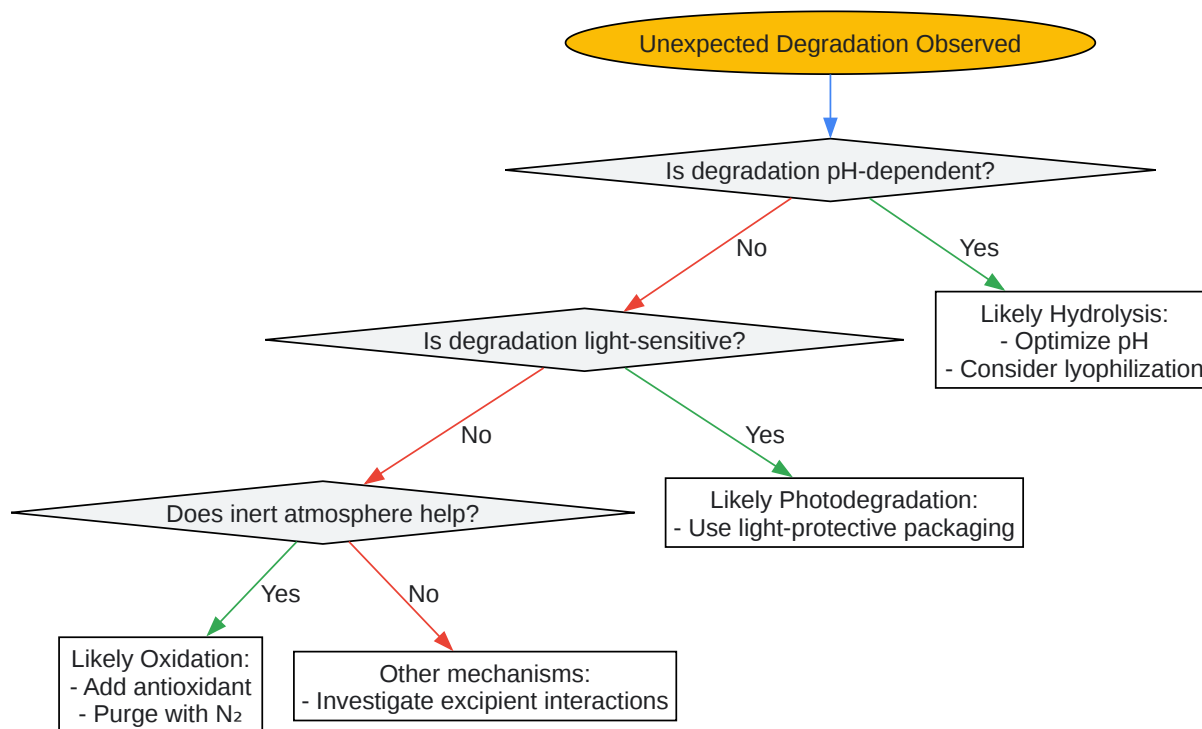 Unexpected Degradation Observed
Is degradation pH-dependent?
No
Yes
Likely Hydrolysis:
- Optimize pH
- Consider lyophilization
Is degradation light-sensitive?
No
Yes
Likely Photodegradation:
- Use light-protective packaging
Does inert atmosphere help?
Yes
No
Likely Oxidation:
- Add antioxidant
- Purge with N₂
Other mechanisms:
- Investigate excipient interactions